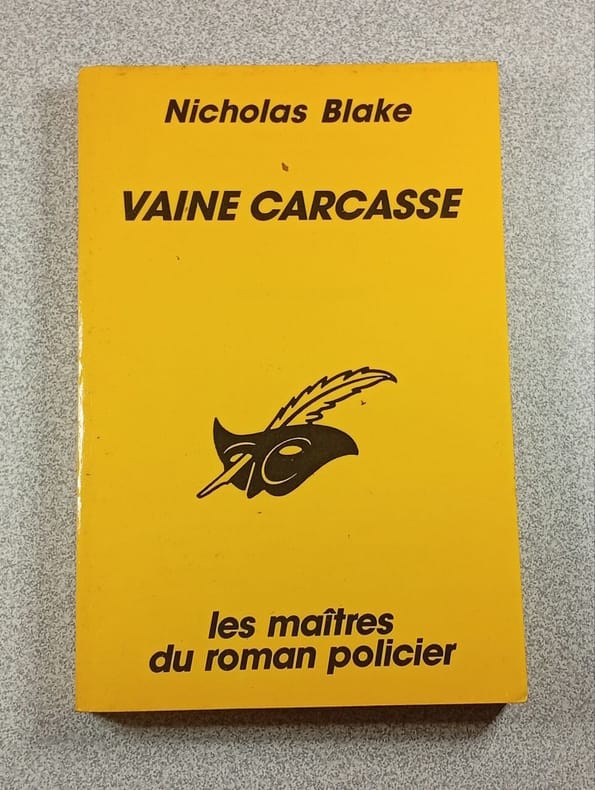 Nicholas Blake
VAINE CARCASSE
les maîtres
du roman policier